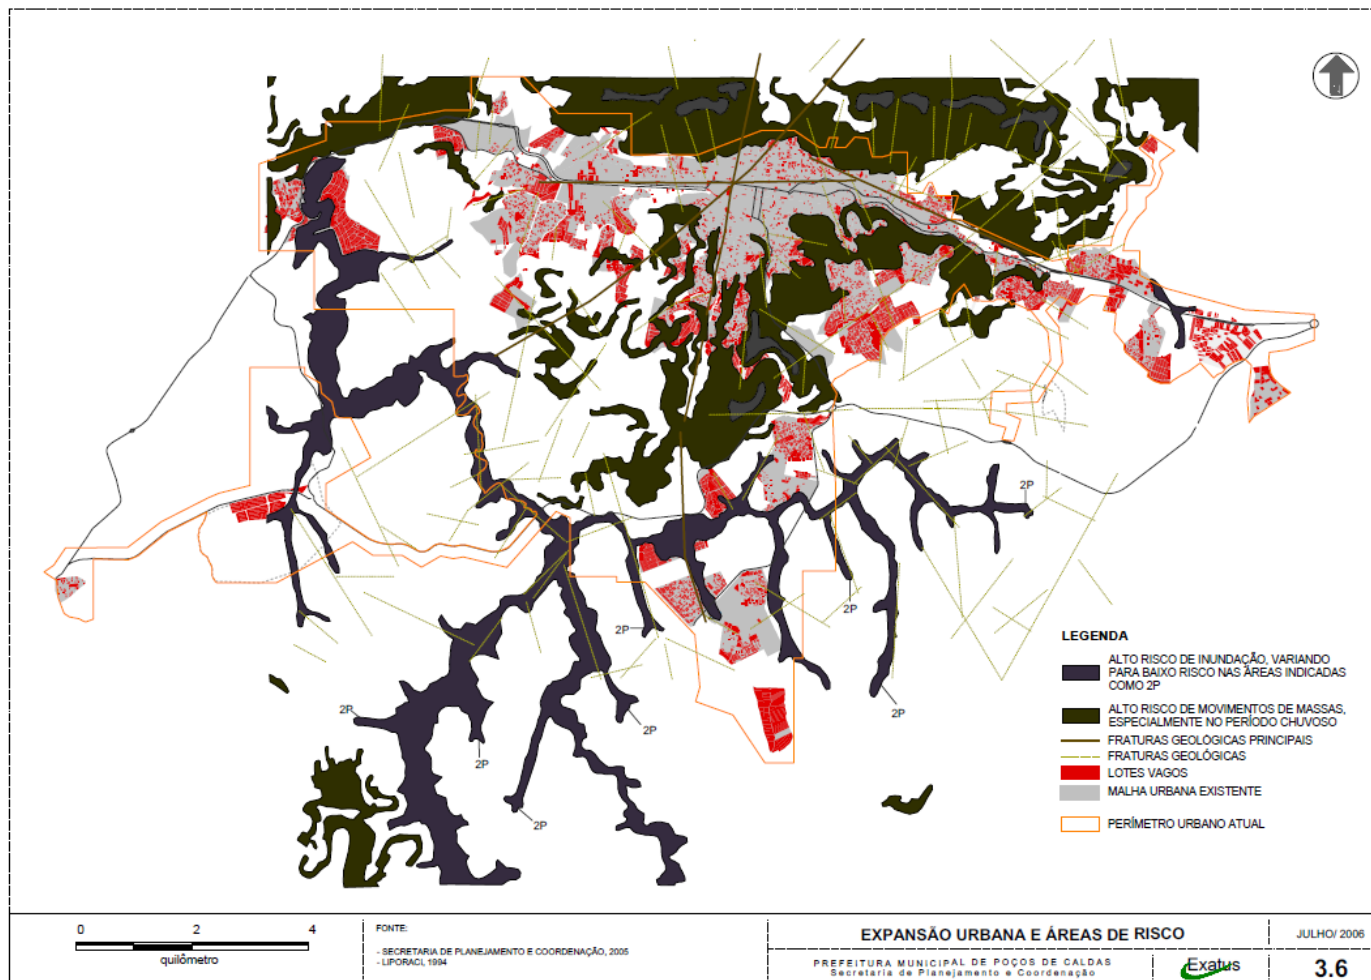 2P
2P
2P
2P
2P
2P
2P
2P
LEGENDA
ALTO RISCO DE INUNDAÇÃO, VARIANDO
PARA BAIXO RISCO NAS ÁREAS INDICADAS
COMO 2P
ALTO RISCO DE MOVIMENTOS DE MASSAS,
ESPECIALMENTE NO PERÍODO CHUVOSO
FRATURAS GEOLÓGICAS PRINCIPAIS
FRATURAS GEOLÓGICAS
LOTES VAGOS
MALHA URBANA EXISTENTE
PERÍMETRO URBANO ATUAL
0 2 4
quilômetro
FONTE:
- SECRETARIA DE PLANEJAMENTO E COORDENAÇÃO, 2005
- LIPORACI, 1994
EXPANSÃO URBANA E ÁREAS DE RISCO
JULHO/ 2006
PREFEITURA MUNICIPAL DE POÇOS DE CALDAS
Secretaria de Planejamento e Coordenação
Exatus
3.6